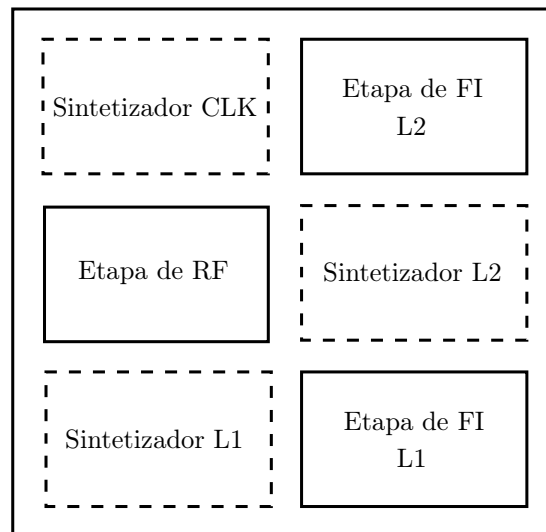 Sintetizador CLK
Etapa de FI
L2
Etapa de RF
Sintetizador L2
Sintetizador L1
Etapa de FI
L1